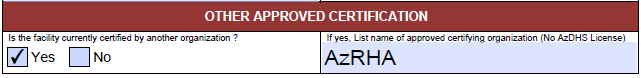 OTHER APPROVED CERTIFICATION
Is the facility currently certified by another organization ?
Yes No
If yes, List name of approved certifying organization (No AzDHS License)
AzRHA